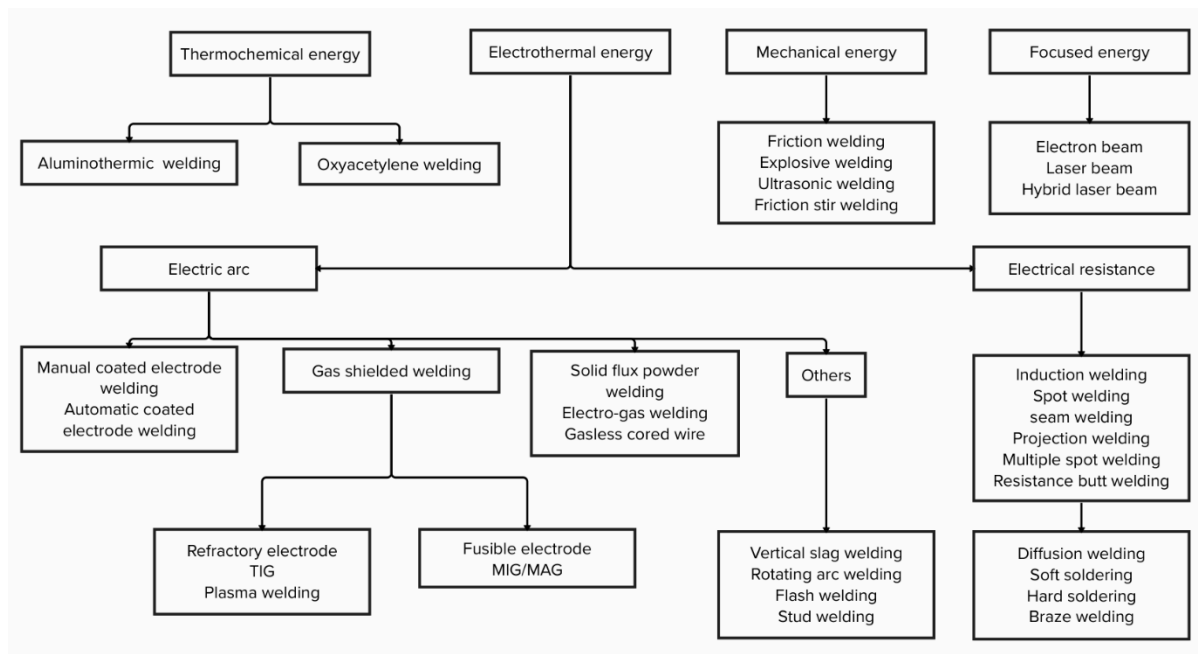 Thermochemical energy
Electrothermal energy
Mechanical energy
Focused energy
Aluminothermic welding
Oxyacetylene welding
Friction welding
Explosive welding
Ultrasonic welding
Friction stir welding
Electron beam
Laser beam
Hybrid laser beam
Electric arc
Electrical resistance
Manual coated electrode
welding
Automatic coated
electrode welding
Gas shielded welding
Solid flux powder
welding
Electro-gas welding
Gasless cored wire
Others
Induction welding
Spot welding
seam welding
Projection welding
Multiple spot welding
Resistance butt welding
Refractory electrode
TIG
Plasma welding
Fusible electrode
MIG/MAG
Vertical slag welding
Rotating arc welding
Flash welding
Stud welding
Diffusion welding
Soft soldering
Hard soldering
Braze welding